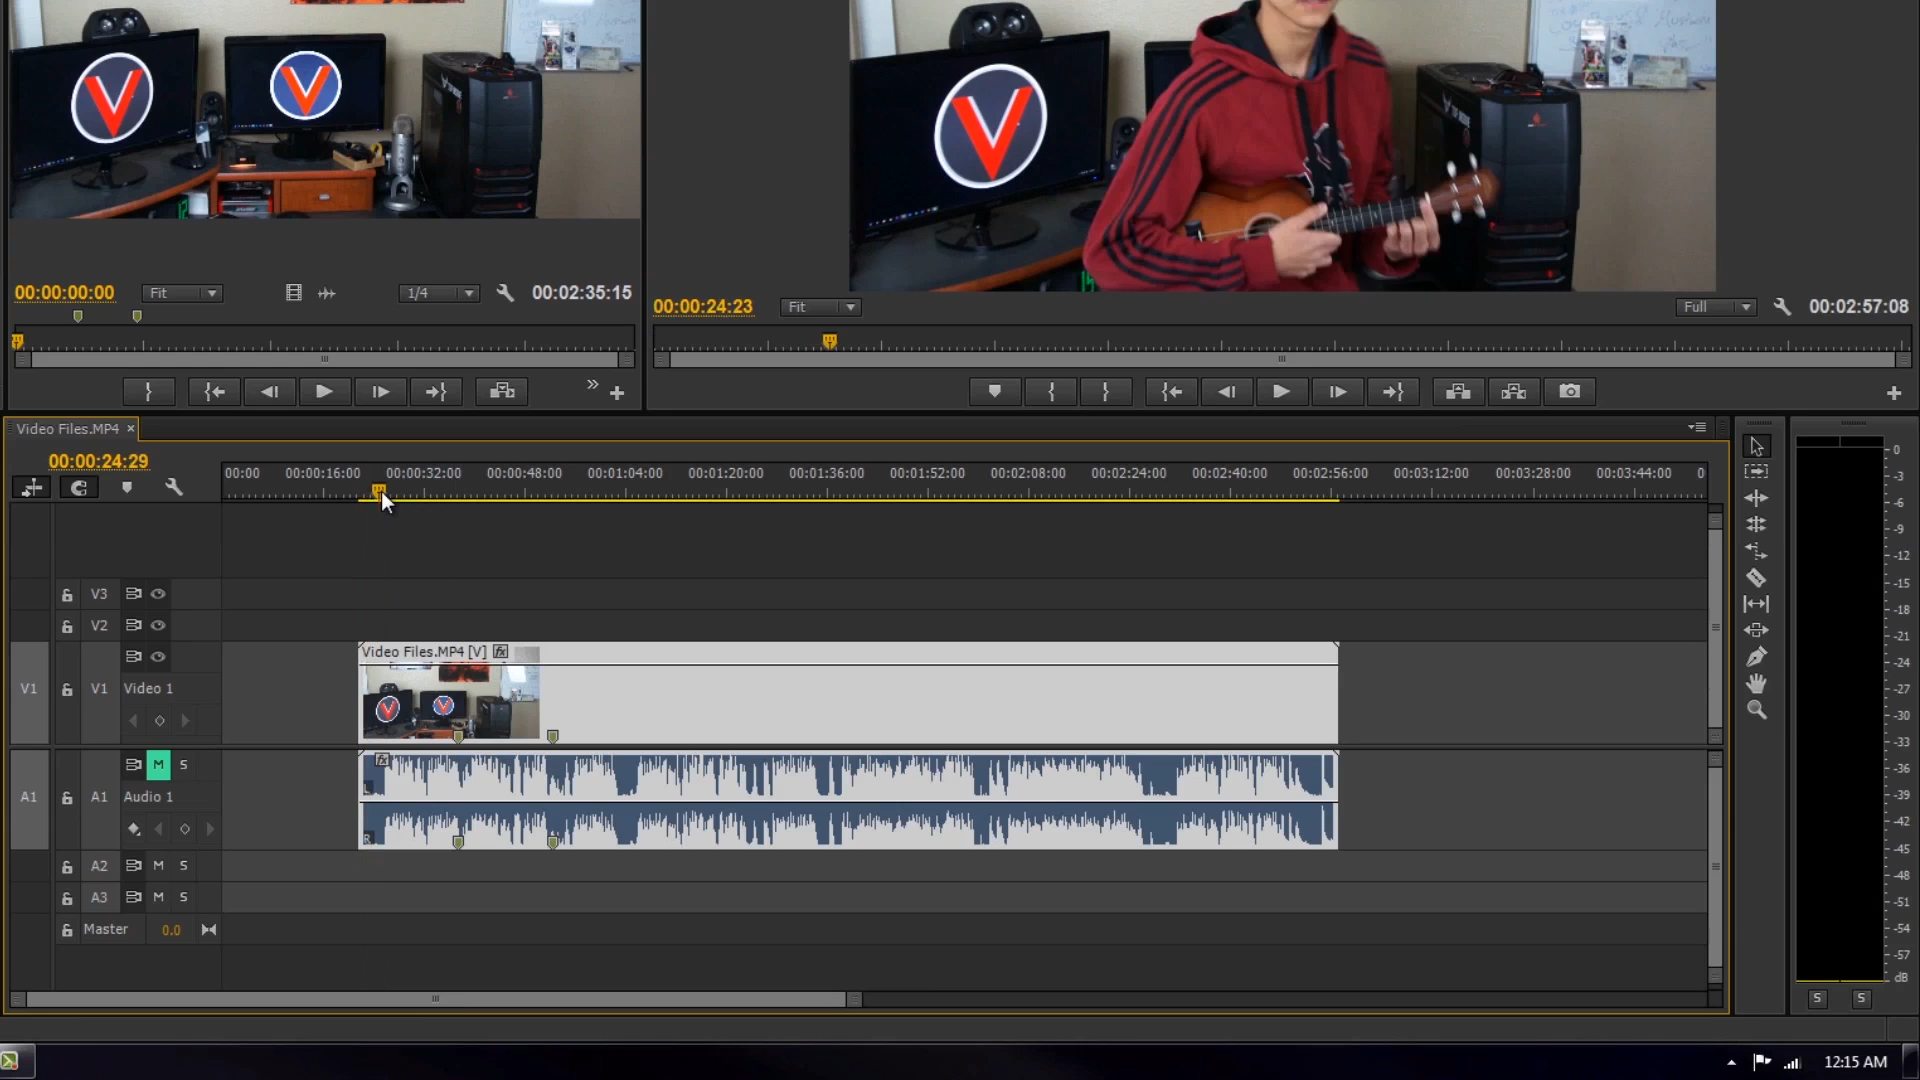 00:00:00:00 Fit 1/4 00:02:35:15
00:00:24:23 Fit Full 00:02:57:08
Video Files.MP4 ×
00:00:24:29
00:00 00:00:16:00 00:00:32:00 00:00:48:00 00:01:04:00 00:01:20:00 00:01:36:00 00:01:52:00 00:02:08:00 00:02:24:00 00:02:40:00 00:02:56:00 00:03:12:00 00:03:28:00 00:03:44:00 0
V3
V2
Video Files.MP4 [V] fx
V1 V1 Video 1
M S
fx
L
A1 A1 Audio 1
R
A2 M S
A3 M S
Master 0.0
0
-3
-6
-9
-12
-15
-18
-21
-24
-27
-30
-33
-36
-39
-42
-45
-48
-51
-54
-57
dB
S S
12:15 AM